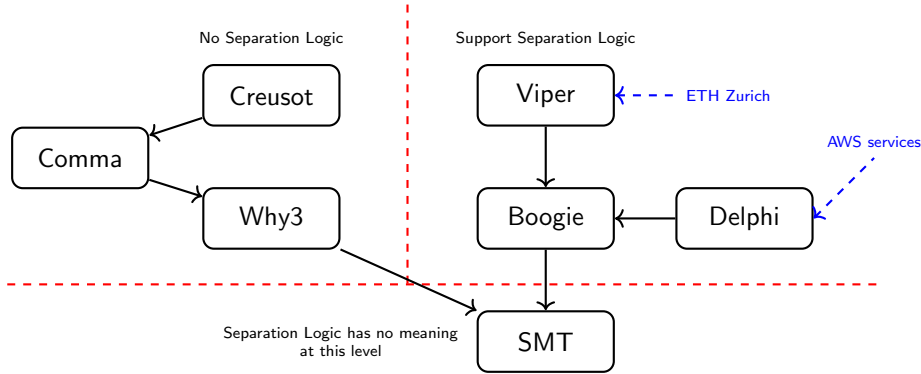 No Separation Logic
Support Separation Logic
Creusot
Viper
ETH Zurich
AWS services
Comma
Why3
Boogie
Delphi
Separation Logic has no meaning
at this level
SMT